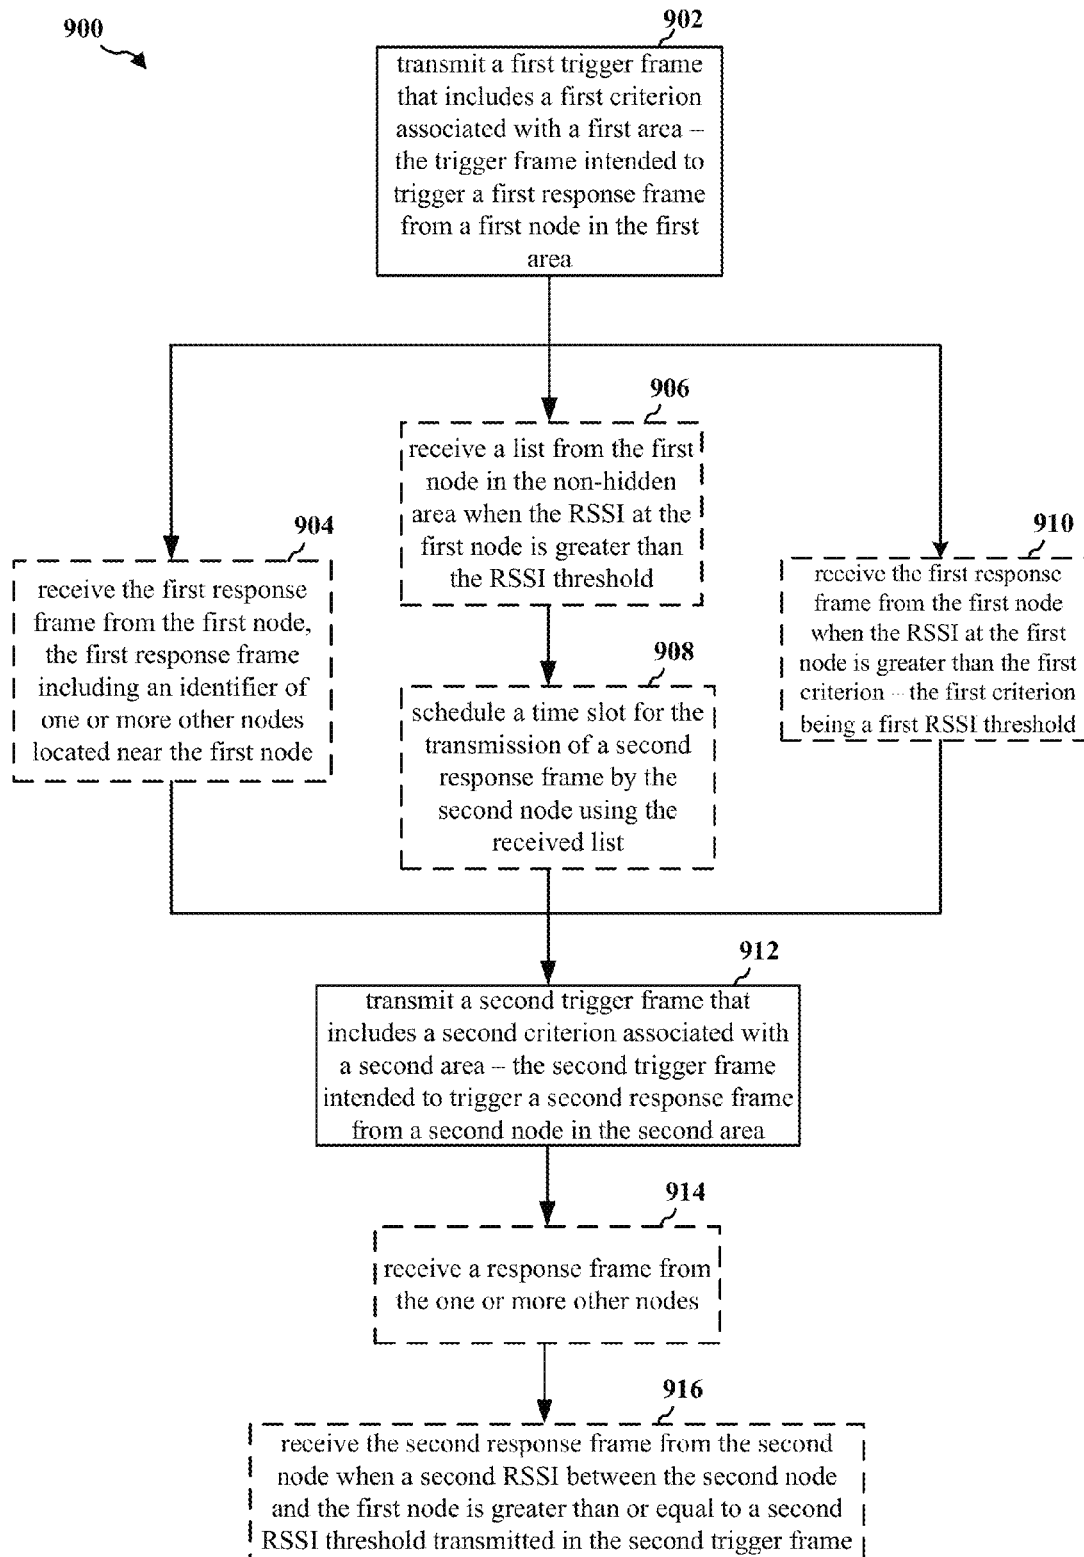 900
902
transmit a first trigger frame
that includes a first criterion
associated with a first area –
the trigger frame intended to
trigger a first response frame
from a first node in the first
area
906
receive a list from the first
node in the non-hidden
area when the RSSI at the
first node is greater than
the RSSI threshold
904
receive the first response
frame from the first node,
the first response frame
including an identifier of
one or more other nodes
located near the first node
910
receive the first response
frame from the first node
when the RSSI at the first
node is greater than the first
criterion – the first criterion
being a first RSSI threshold
908
schedule a time slot for the
transmission of a second
response frame by the
second node using the
received list
912
transmit a second trigger frame that
includes a second criterion associated with
a second area – the second trigger frame
intended to trigger a second response frame
from a second node in the second area
914
receive a response frame from
the one or more other nodes
916
receive the second response frame from the second
node when a second RSSI between the second node
and the first node is greater than or equal to a second
RSSI threshold transmitted in the second trigger frame